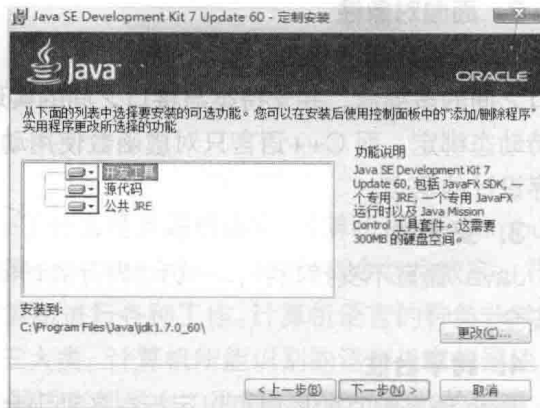 Java SE Development Kit 7 Update 60 - 定制安装
Java
ORACLE
从下面的列表中选择要安装的可选功能。您可以在安装后使用控制面板中的“添加/删除程序”
实用程序更改所选择的功能
开发工具
源代码
公共 JRE
功能说明
Java SE Development Kit 7
Update 60, 包括 JavaFX SDK, 一
个专用 JRE, 一个专用 JavaFX
运行时以及 Java Mission
Control 工具套件。这需要
300MB 的硬盘空间。
安装到:
C:\Program Files\Java\jdk1.7.0_60\
更改(C)...
<上一步(B)
下一步(N) >
取消